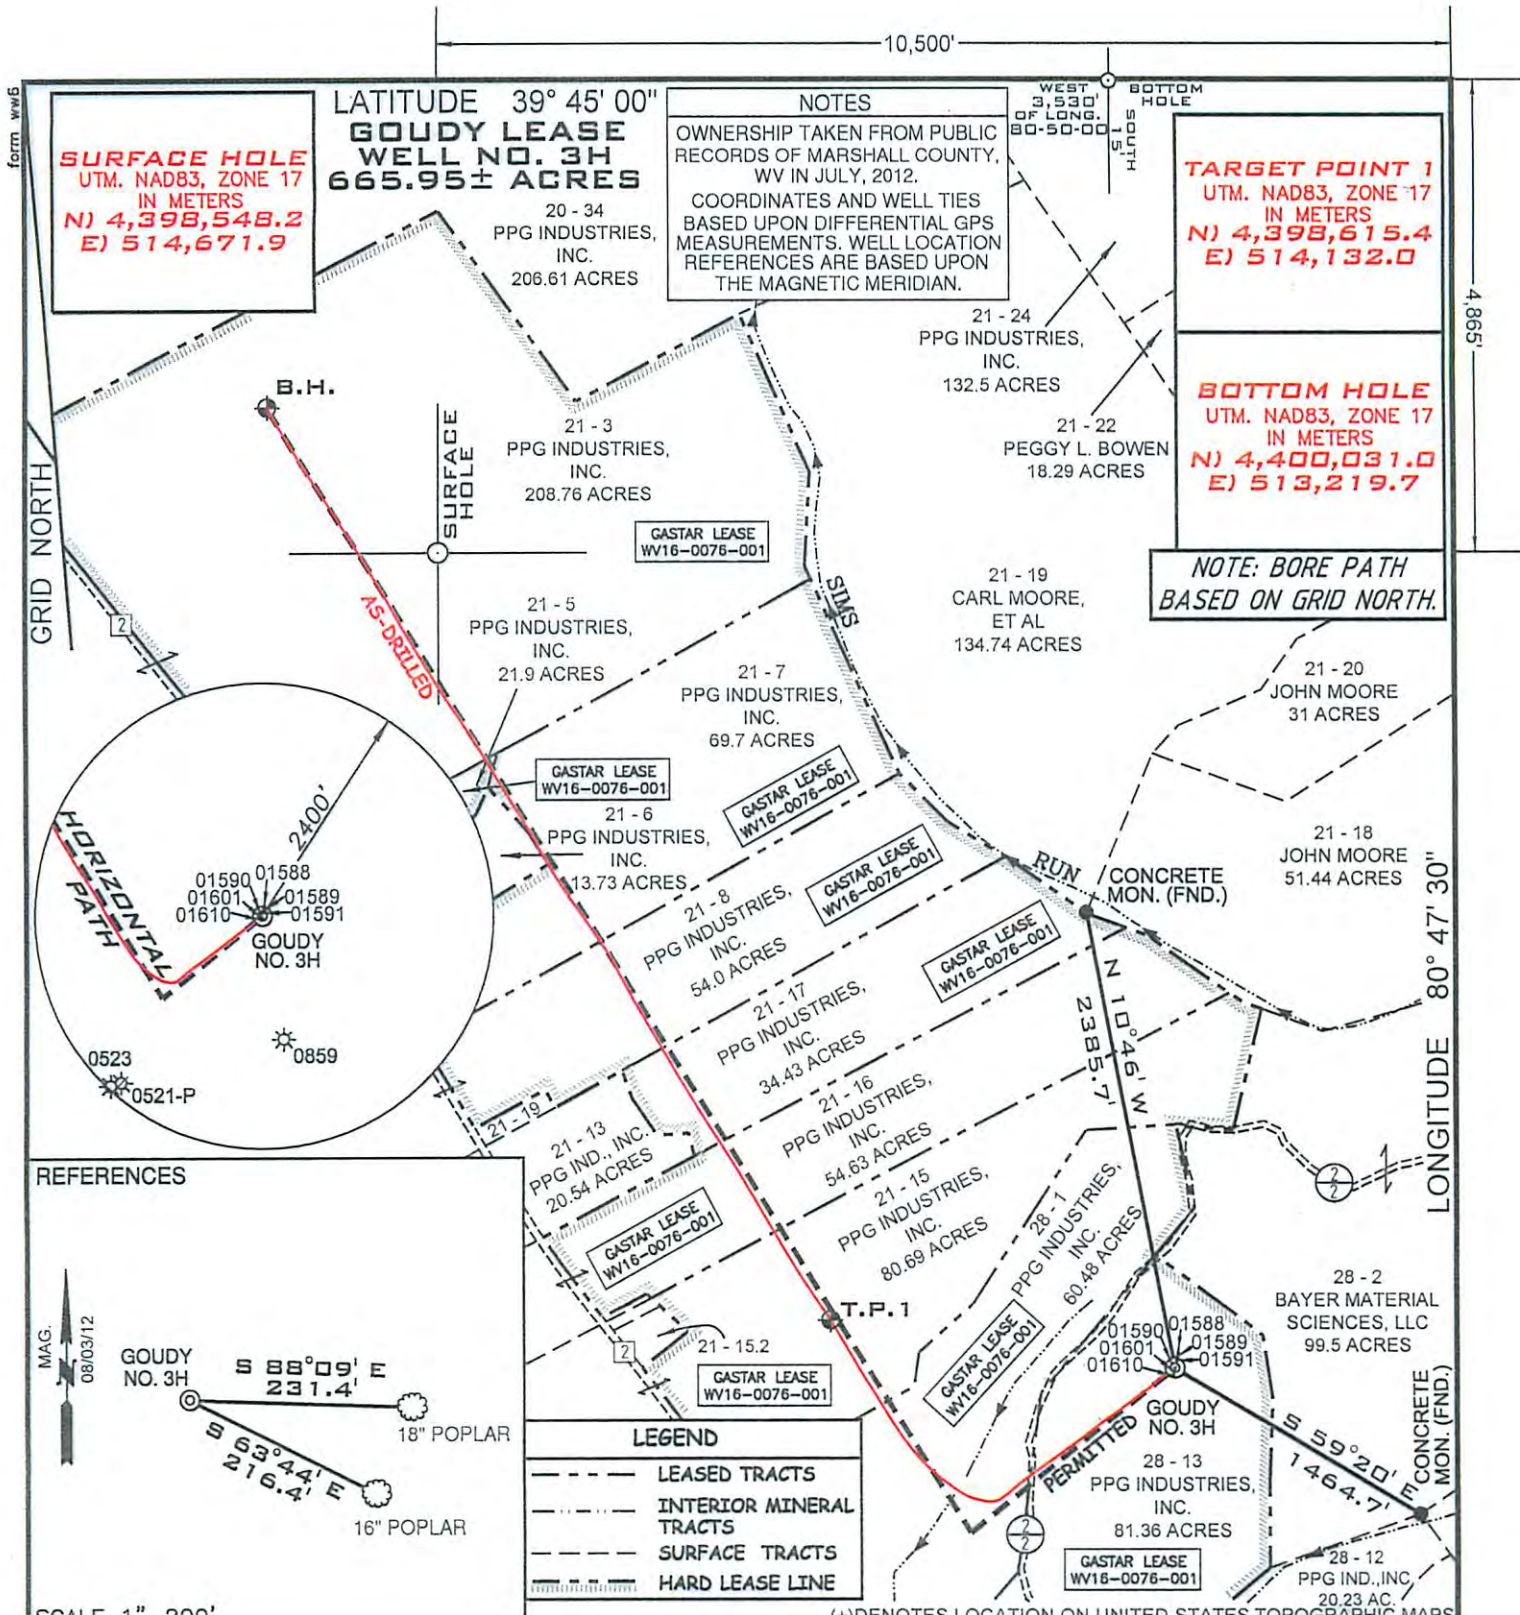 10,500'
form ww6
LATITUDE 39° 45' 00"
GOUDY LEASE
WELL NO. 3H
665.95± ACRES
SURFACE HOLE
UTM. NAD83, ZONE 17
IN METERS
N) 4,398,548.2
E) 514,671.9
NOTES
OWNERSHIP TAKEN FROM PUBLIC
RECORDS OF MARSHALL COUNTY,
WV IN JULY, 2012.
COORDINATES AND WELL TIES
BASED UPON DIFFERENTIAL GPS
MEASUREMENTS. WELL LOCATION
REFERENCES ARE BASED UPON
THE MAGNETIC MERIDIAN.
WEST
3,530'
OF LONG.
80-50-00
BOTTOM
HOLE
SOUTH
15'
TARGET POINT 1
UTM. NAD83, ZONE 17
IN METERS
N) 4,398,615.4
E) 514,132.0
4,865'
BOTTOM HOLE
UTM. NAD83, ZONE 17
IN METERS
N) 4,400,031.0
E) 513,219.7
NOTE: BORE PATH
BASED ON GRID NORTH.
20 - 34
PPG INDUSTRIES,
INC.
206.61 ACRES
21 - 24
PPG INDUSTRIES,
INC.
132.5 ACRES
21 - 22
PEGGY L. BOWEN
18.29 ACRES
B.H.
SURFACE
HOLE
21 - 3
PPG INDUSTRIES,
INC.
208.76 ACRES
GASTAR LEASE
WV16-0076-001
GRID NORTH
2
AS-DRILLED
21 - 5
PPG INDUSTRIES,
INC.
21.9 ACRES
SIMS
21 - 19
CARL MOORE,
ET AL
134.74 ACRES
21 - 7
PPG INDUSTRIES,
INC.
69.7 ACRES
21 - 20
JOHN MOORE
31 ACRES
GASTAR LEASE
WV16-0076-001
21 - 6
PPG INDUSTRIES,
INC.
13.73 ACRES
GASTAR LEASE
WV16-0076-001
GASTAR LEASE
WV16-0076-001
21 - 18
JOHN MOORE
51.44 ACRES
RUN
CONCRETE
MON. (FND.)
2400'
HORIZONTAL
PATH
01590
01588
01601
01589
01610
01591
GOUDY
NO. 3H
0859
0523
0521-P
21 - 8
PPG INDUSTRIES,
INC.
54.0 ACRES
GASTAR LEASE
WV16-0076-001
21 - 17
PPG INDUSTRIES,
INC.
34.43 ACRES
N 10°46' W
2385.7'
LONGITUDE 80° 47' 30"
21 - 19
21 - 13
PPG IND., INC.
20.54 ACRES
21 - 16
PPG INDUSTRIES,
INC.
54.63 ACRES
21 - 15
PPG INDUSTRIES,
INC.
80.69 ACRES
28 - 1
PPG INDUSTRIES,
INC.
60.48 ACRES
2
2
GASTAR LEASE
WV16-0076-001
T.P.1
2
21 - 15.2
GASTAR LEASE
WV16-0076-001
GASTAR LEASE
WV16-0076-001
28 - 2
BAYER MATERIAL
SCIENCES, LLC
99.5 ACRES
01590
01588
01601
01589
01610
01591
GOUDY
NO. 3H
PERMITTED
S 59°20' E
1464.7'
CONCRETE
MON. (FND.)
28 - 13
PPG INDUSTRIES,
INC.
81.36 ACRES
2
2
GASTAR LEASE
WV16-0076-001
28 - 12
PPG IND.,INC.
20.23 AC.
REFERENCES
MAG.
08/03/12
GOUDY
NO. 3H
S 88°09' E
231.4'
18" POPLAR
S 63°44' E
216.4'
16" POPLAR
LEGEND
LEASED TRACTS
INTERIOR MINERAL
TRACTS
SURFACE TRACTS
HARD LEASE LINE
(+)DENOTES LOCATION ON UNITED STATES TOPOGRAPHIC MAPS